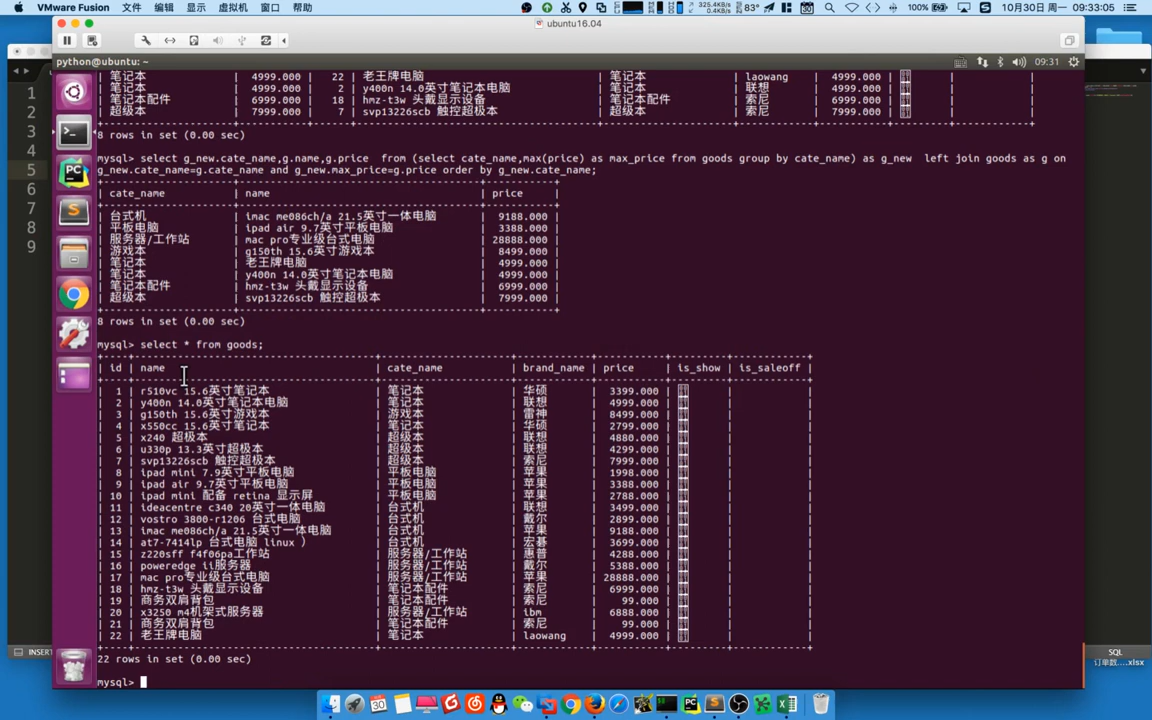 VMware Fusion 文件 编辑 显示 虚拟机 窗口 帮助 325.4KB/s 0.4KB/s 83° 100% 10月30日 周一 09:33:05
ubuntu16.04
python@ubuntu: ~ 09:31
| 笔记本 | 4999.000 | 22 | 老王牌电脑 | 笔记本 | laowang | 4999.000 |
| 笔记本 | 4999.000 | 2 | y400n 14.0英寸笔记本电脑 | 笔记本 | 联想 | 4999.000 |
| 笔记本配件 | 6999.000 | 18 | hmz-t3w 头戴显示设备 | 笔记本配件 | 索尼 | 6999.000 |
| 超级本 | 7999.000 | 7 | svp13226scb 触控超极本 | 超级本 | 索尼 | 7999.000 |
8 rows in set (0.00 sec)
mysql> select g_new.cate_name,g.name,g.price  from (select cate_name,max(price) as max_price from goods group by cate_name) as g_new  left join goods as g on
g_new.cate_name=g.cate_name and g_new.max_price=g.price order by g_new.cate_name;
| cate_name | name | price |
| 台式机 | imac me086ch/a 21.5英寸一体电脑 | 9188.000 |
| 平板电脑 | ipad air 9.7英寸平板电脑 | 3388.000 |
| 服务器/工作站 | mac pro专业级台式电脑 | 28888.000 |
| 游戏本 | g150th 15.6英寸游戏本 | 8499.000 |
| 笔记本 | 老王牌电脑 | 4999.000 |
| 笔记本 | y400n 14.0英寸笔记本电脑 | 4999.000 |
| 笔记本配件 | hmz-t3w 头戴显示设备 | 6999.000 |
| 超级本 | svp13226scb 触控超极本 | 7999.000 |
8 rows in set (0.00 sec)
mysql> select * from goods;
| id | name | cate_name | brand_name | price | is_show | is_saleoff |
| 1 | r510vc 15.6英寸笔记本 | 笔记本 | 华硕 | 3399.000 |
| 2 | y400n 14.0英寸笔记本电脑 | 笔记本 | 联想 | 4999.000 |
| 3 | g150th 15.6英寸游戏本 | 游戏本 | 雷神 | 8499.000 |
| 4 | x550cc 15.6英寸笔记本 | 笔记本 | 华硕 | 2799.000 |
| 5 | x240 超极本 | 超级本 | 联想 | 4880.000 |
| 6 | u330p 13.3英寸超极本 | 超级本 | 联想 | 4299.000 |
| 7 | svp13226scb 触控超极本 | 超级本 | 索尼 | 7999.000 |
| 8 | ipad mini 7.9英寸平板电脑 | 平板电脑 | 苹果 | 1998.000 |
| 9 | ipad air 9.7英寸平板电脑 | 平板电脑 | 苹果 | 3388.000 |
| 10 | ipad mini 配备 retina 显示屏 | 平板电脑 | 苹果 | 2788.000 |
| 11 | ideacentre c340 20英寸一体电脑 | 台式机 | 联想 | 3499.000 |
| 12 | vostro 3800-r1206 台式电脑 | 台式机 | 戴尔 | 2899.000 |
| 13 | imac me086ch/a 21.5英寸一体电脑 | 台式机 | 苹果 | 9188.000 |
| 14 | at7-7414lp 台式电脑 linux ） | 台式机 | 宏碁 | 3699.000 |
| 15 | z220sff f4f06pa工作站 | 服务器/工作站 | 惠普 | 4288.000 |
| 16 | poweredge ii服务器 | 服务器/工作站 | 戴尔 | 5388.000 |
| 17 | mac pro专业级台式电脑 | 服务器/工作站 | 苹果 | 28888.000 |
| 18 | hmz-t3w 头戴显示设备 | 笔记本配件 | 索尼 | 6999.000 |
| 19 | 商务双肩背包 | 笔记本配件 | 索尼 | 99.000 |
| 20 | x3250 m4机架式服务器 | 服务器/工作站 | ibm | 6888.000 |
| 21 | 商务双肩背包 | 笔记本配件 | 索尼 | 99.000 |
| 22 | 老王牌电脑 | 笔记本 | laowang | 4999.000 |
22 rows in set (0.00 sec)
mysql>
1
2
3
4
5
6
7
8
9
INSERT
SQL
订单数....xlsx